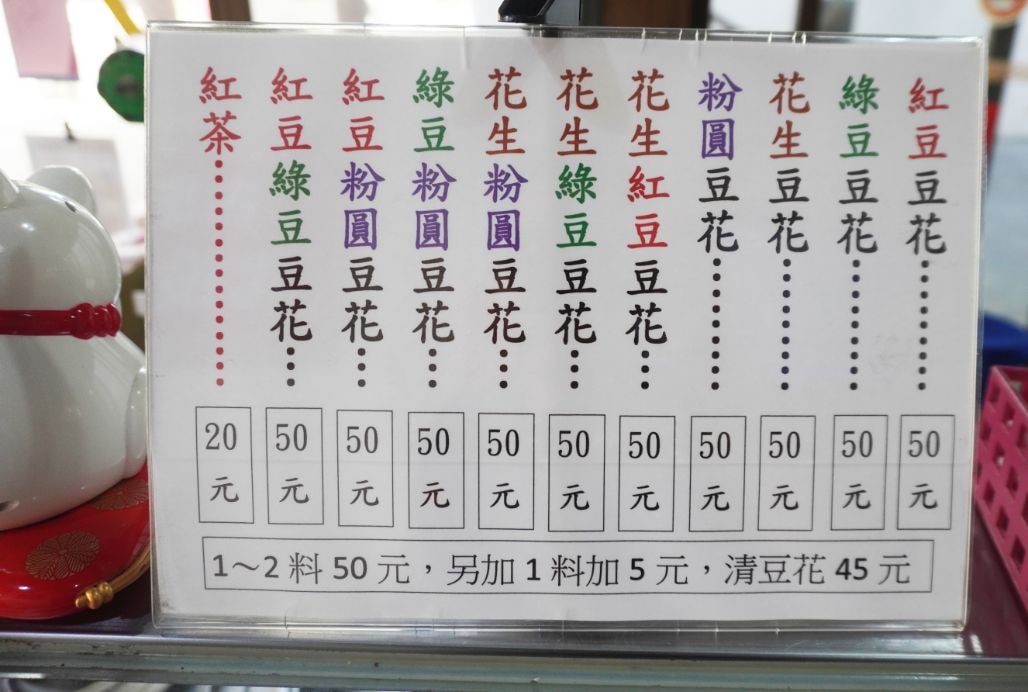 紅豆豆花⋯⋯50元
綠豆豆花⋯⋯50元
花生豆花⋯⋯50元
粉圓豆花⋯⋯50元
花生紅豆豆花⋯50元
花生綠豆豆花⋯50元
花生粉圓豆花⋯50元
綠豆粉圓豆花⋯50元
紅豆粉圓豆花⋯50元
紅豆綠豆豆花⋯50元
紅茶⋯⋯⋯20元
1～2料50元，另加1料加5元，清豆花45元